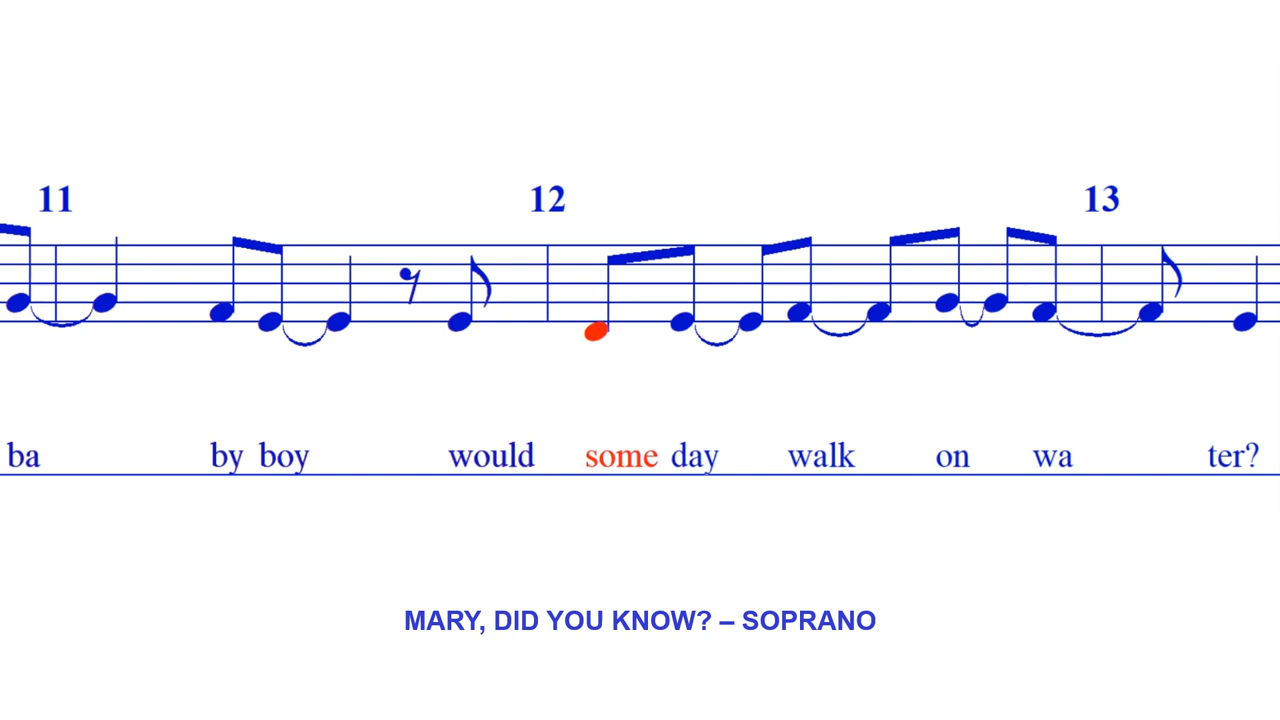 11 12 13
ba by boy would some day walk on wa ter?
MARY, DID YOU KNOW? – SOPRANO